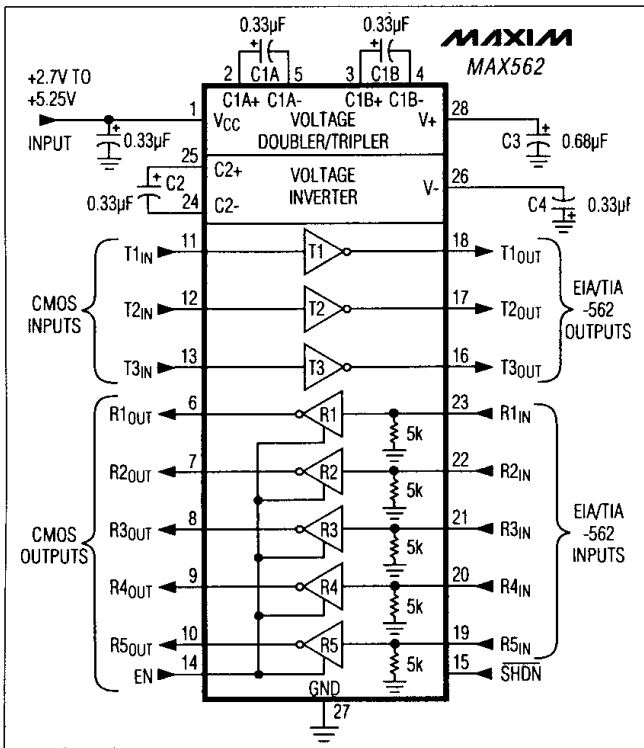 0.33µF
0.33µF
MAXIM
MAX562
+2.7V TO
+5.25V
INPUT
0.33µF
2
C1A
5
3
C1B
4
C1A+ C1A-
C1B+ C1B-
1
VCC
VOLTAGE
DOUBLER/TRIPLER
V+
28
C3
0.68µF
25
C2+
C2
0.33µF
24
C2-
VOLTAGE
INVERTER
V-
26
C4
0.33µF
CMOS
INPUTS
T1IN
11
T1
18
T1OUT
T2IN
12
T2
17
T2OUT
T3IN
13
T3
16
T3OUT
EIA/TIA
-562
OUTPUTS
CMOS
OUTPUTS
R1OUT
6
R1
5k
23
R1IN
R2OUT
7
R2
5k
22
R2IN
R3OUT
8
R3
5k
21
R3IN
R4OUT
9
R4
5k
20
R4IN
R5OUT
10
R5
5k
19
R5IN
EIA/TIA
-562
INPUTS
EN
14
15
SHDN
GND
27